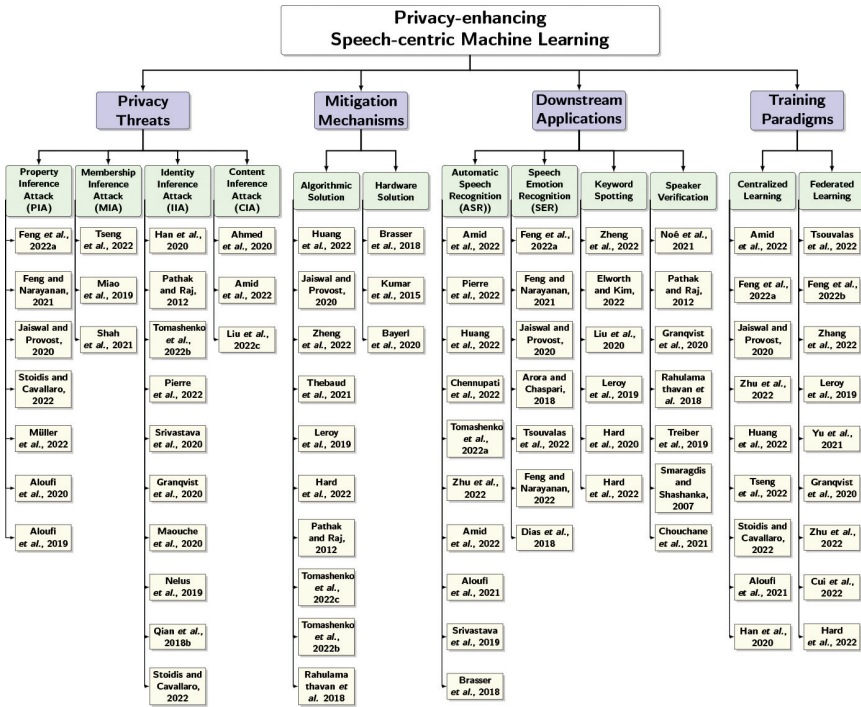 Privacy-enhancing
Speech-centric Machine Learning
Privacy
Threats
Mitigation
Mechanisms
Downstream
Applications
Training
Paradigms
Property
Inference
Attack
(PIA)
Membership
Inference
Attack
(MIA)
Identity
Inference
Attack
(IIA)
Content
Inference
Attack
(CIA)
Algorithmic
Solution
Hardware
Solution
Automatic
Speech
Recognition
(ASR))
Speech
Emotion
Recognition
(SER)
Keyword
Spotting
Speaker
Verification
Centralized
Learning
Federated
Learning
Feng et al.,
2022a
Feng and
Narayanan,
2021
Jaiswal and
Provost,
2020
Stoidis and
Cavallaro,
2022
Müller
et al., 2022
Aloufi
et al., 2020
Aloufi
et al., 2019
Tseng
et al., 2022
Miao
et al., 2019
Shah
et al., 2021
Han et al.,
2020
Pathak
and Raj,
2012
Tomashenko
et al.,
2022b
Pierre
et al., 2022
Srivastava
et al., 2020
Granqvist
et al., 2020
Maouche
et al., 2020
Nelus
et al., 2019
Qian et al.,
2018b
Stoidis and
Cavallaro,
2022
Ahmed
et al., 2020
Amid
et al., 2022
Liu et al.,
2022c
Huang
et al., 2022
Jaiswal and
Provost,
2020
Zheng
et al., 2022
Thebaud
et al., 2021
Leroy
et al., 2019
Hard
et al., 2022
Pathak
and Raj,
2012
Tomashenko
et al.,
2022c
Tomashenko
et al.,
2022b
Rahulama
thavan et
al. 2018
Brasser
et al., 2018
Kumar
et al., 2015
Bayerl
et al., 2020
Amid
et al., 2022
Pierre
et al., 2022
Huang
et al., 2022
Chennupati
et al., 2022
Tomashenko
et al.,
2022a
Zhu et al.,
2022
Amid
et al., 2022
Aloufi
et al., 2021
Srivastava
et al., 2019
Brasser
et al., 2018
Feng et al.,
2022a
Feng and
Narayanan,
2021
Jaiswal and
Provost,
2020
Arora and
Chaspari,
2018
Tsouvalas
et al., 2022
Feng and
Narayanan,
2022
Dias et al.,
2018
Zheng
et al., 2022
Elworth
and Kim,
2022
Liu et al.,
2020
Leroy
et al., 2019
Hard
et al., 2020
Hard
et al., 2022
Noé et al.,
2021
Pathak
and Raj,
2012
Granqvist
et al., 2020
Rahulama
thavan et
al. 2018
Treiber
et al., 2019
Smaragdis
and
Shashanka,
2007
Chouchane
et al., 2021
Amid
et al., 2022
Feng et al.,
2022a
Jaiswal and
Provost,
2020
Zhu et al.,
2022
Huang
et al., 2022
Tseng
et al., 2022
Stoidis and
Cavallaro,
2022
Aloufi
et al., 2021
Han et al.,
2020
Tsouvalas
et al., 2022
Feng et al.,
2022b
Zhang
et al., 2022
Leroy
et al., 2019
Yu et al.,
2021
Granqvist
et al., 2020
Zhu et al.,
2022
Cui et al.,
2022
Hard
et al., 2022